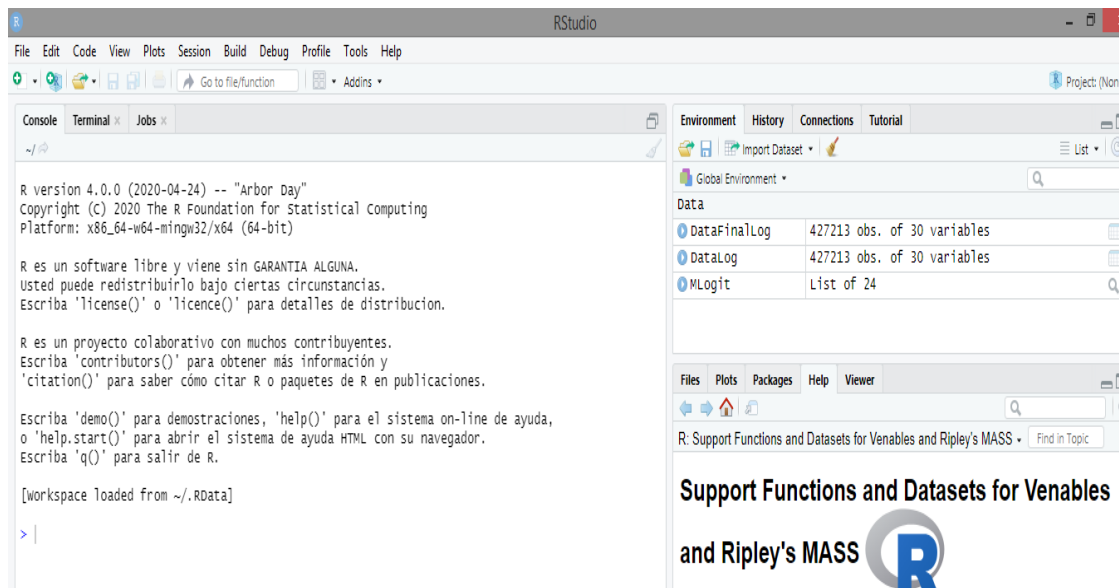 R
RStudio
File Edit Code View Plots Session Build Debug Profile Tools Help
Go to file/function
Addins
Project: (Non
Console Terminal Jobs
~/
R version 4.0.0 (2020-04-24) -- "Arbor Day"
Copyright (C) 2020 The R Foundation for Statistical Computing
Platform: x86_64-w64-mingw32/x64 (64-bit)
R es un software libre y viene sin GARANTIA ALGUNA.
Usted puede redistribuirlo bajo ciertas circunstancias.
Escriba 'license()' o 'licence()' para detalles de distribucion.
R es un proyecto colaborativo con muchos contribuyentes.
Escriba 'contributors()' para obtener más información y
'citation()' para saber cómo citar R o paquetes de R en publicaciones.
Escriba 'demo()' para demostraciones, 'help()' para el sistema on-line de ayuda,
o 'help.start()' para abrir el sistema de ayuda HTML con su navegador.
Escriba 'q()' para salir de R.
[Workspace loaded from ~/.RData]
>
Environment History Connections Tutorial
Import Dataset
List
Global Environment
Data
DataFinalLog 427213 obs. of 30 variables
DataLog 427213 obs. of 30 variables
MLogit List of 24
Files Plots Packages Help Viewer
R: Support Functions and Datasets for Venables and Ripley's MASS
Find in Topic
Support Functions and Datasets for Venables
and Ripley's MASS
R